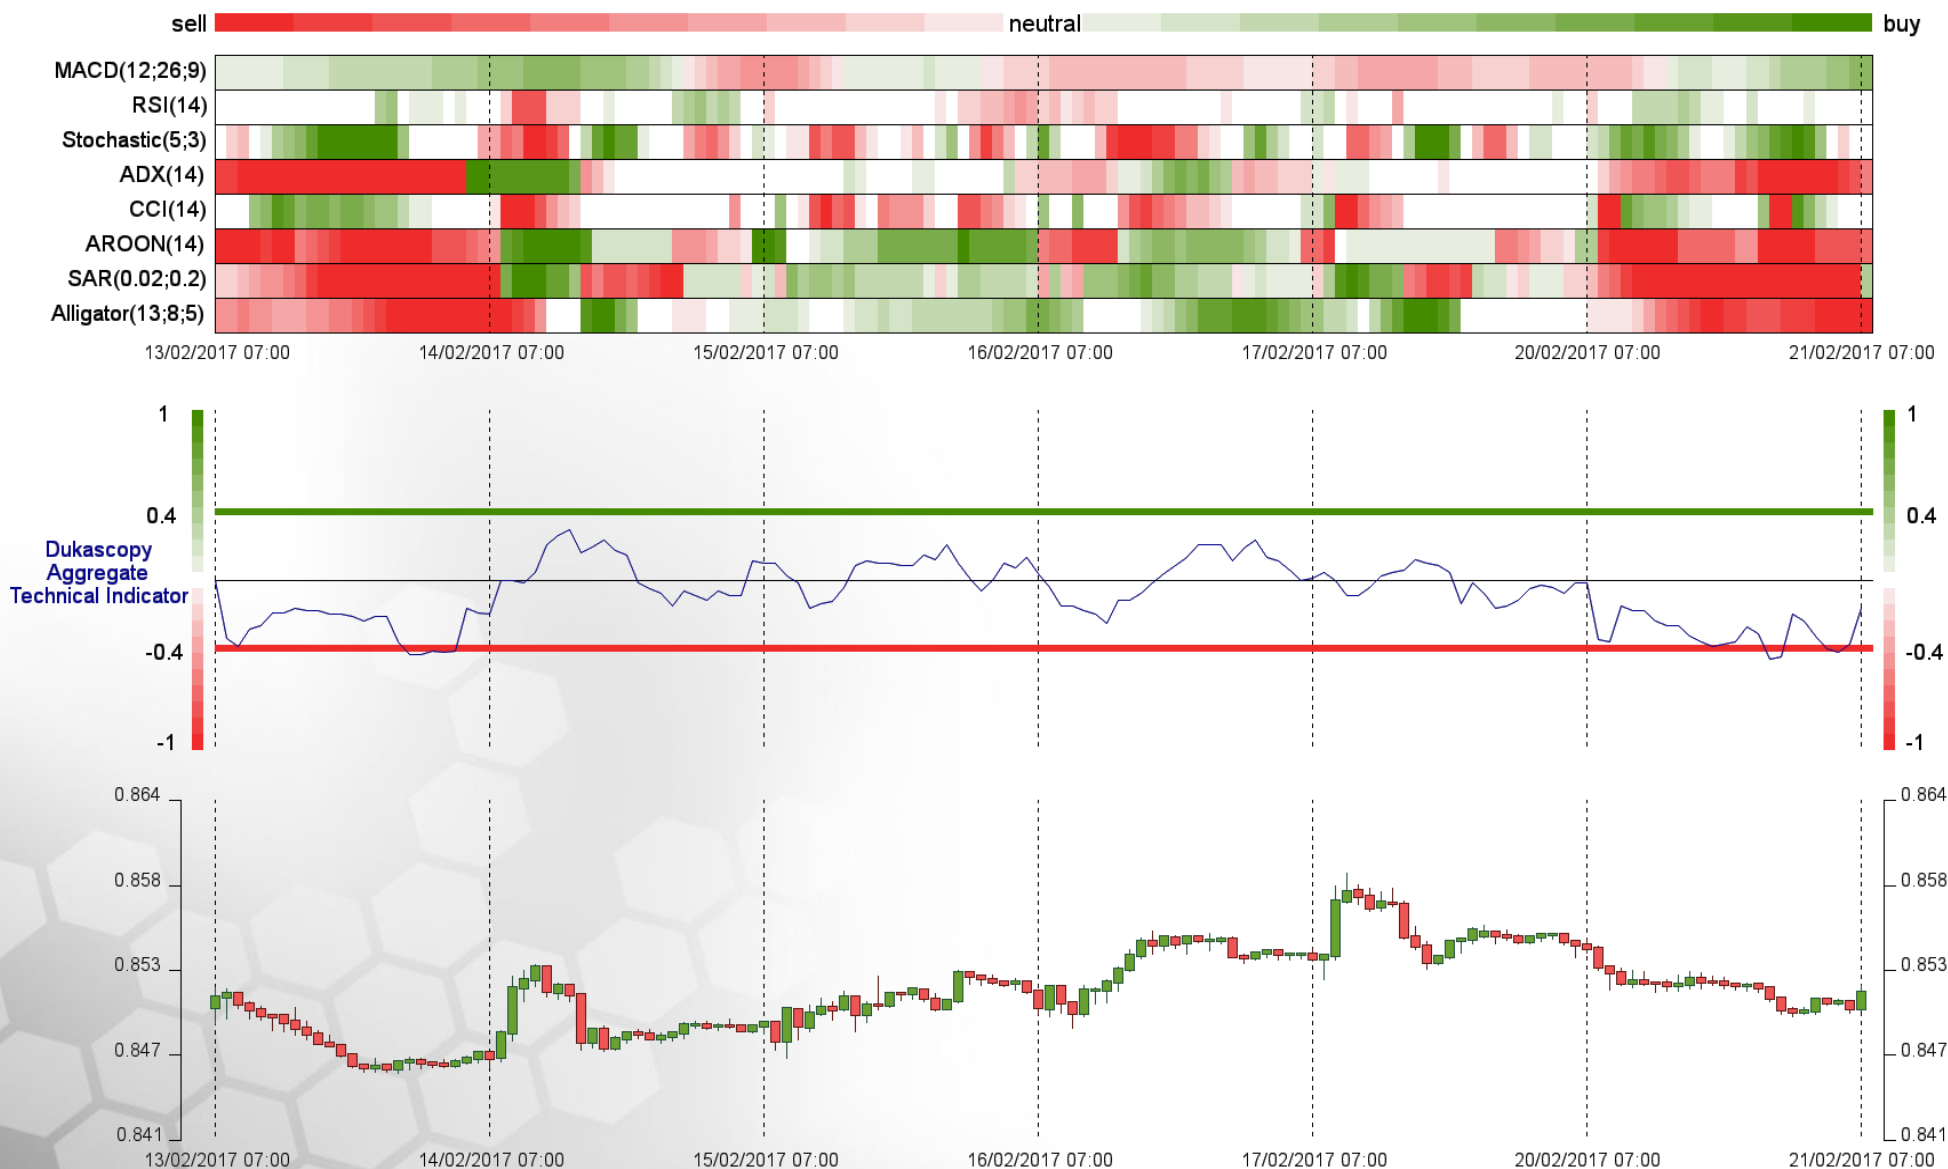 sell neutral buy
MACD(12;26;9)
RSI(14)
Stochastic(5;3)
ADX(14)
CCI(14)
AROON(14)
SAR(0.02;0.2)
Alligator(13;8;5)
13/02/2017 07:00 14/02/2017 07:00 15/02/2017 07:00 16/02/2017 07:00 17/02/2017 07:00 20/02/2017 07:00 21/02/2017 07:00
1 1
0.4 0.4
Dukascopy
Aggregate
Technical Indicator
-0.4 -0.4
-1 -1
0.864 0.864
0.858 0.858
0.853 0.853
0.847 0.847
0.841 0.841
13/02/2017 07:00 14/02/2017 07:00 15/02/2017 07:00 16/02/2017 07:00 17/02/2017 07:00 20/02/2017 07:00 21/02/2017 07:00